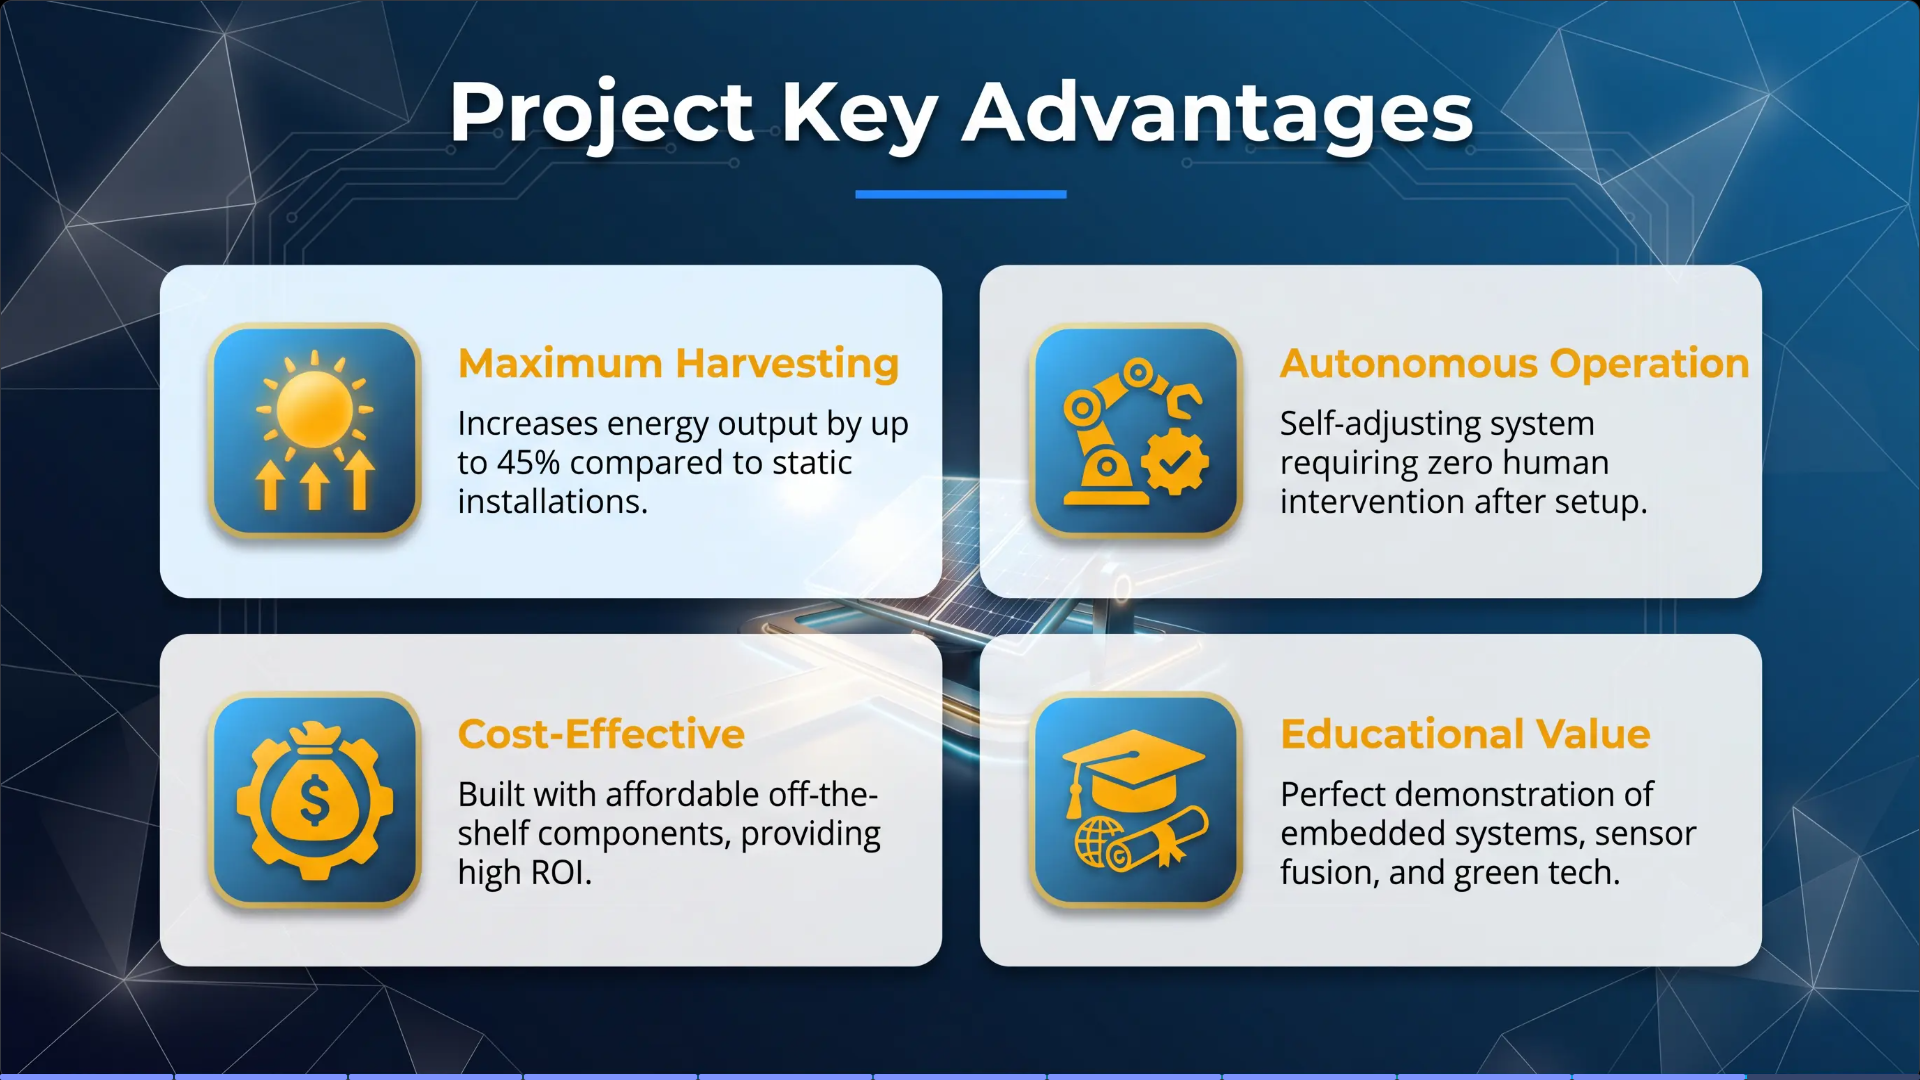 Project Key Advantages
Maximum Harvesting
Increases energy output by up
to 45% compared to static
installations.
Autonomous Operation
Self-adjusting system
requiring zero human
intervention after setup.
Cost-Effective
Built with affordable off-the-
shelf components, providing
high ROI.
Educational Value
Perfect demonstration of
embedded systems, sensor
fusion, and green tech.